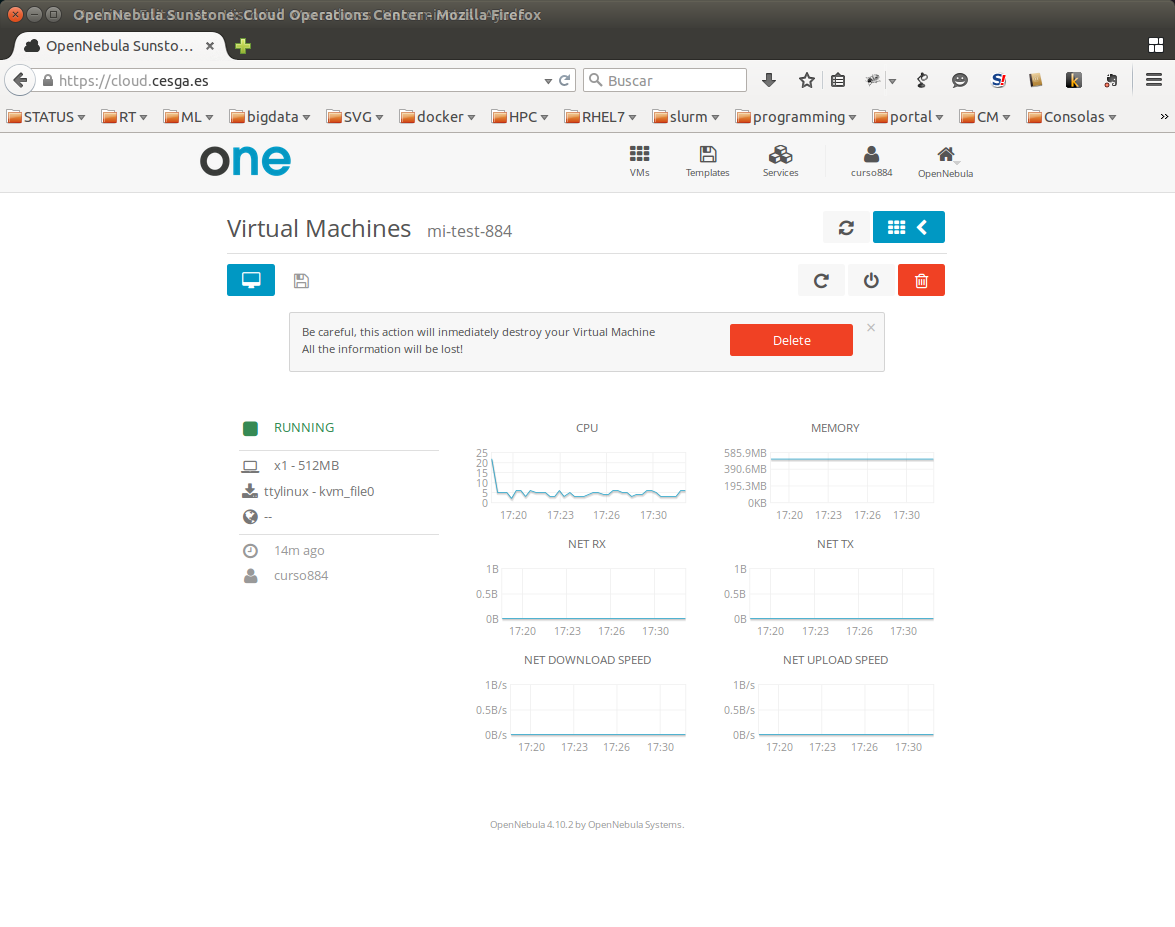 OpenNebula Sunstone: Cloud Operations Center - Mozilla Firefox
OpenNebula Sunsto...
https://cloud.cesga.es
Buscar
STATUS RT ML bigdata SVG docker HPC RHEL7 slurm programming portal CM Consolas
one
VMs Templates Services curso884 OpenNebula
Virtual Machines mi-test-884
Be careful, this action will inmediately destroy your Virtual Machine
All the information will be lost!
Delete
RUNNING
x1 - 512MB
ttylinux - kvm_file0
--
14m ago
curso884
CPU
25
20
15
10
5
0
17:20 17:23 17:26 17:30
MEMORY
585.9MB
390.6MB
195.3MB
0KB
17:20 17:23 17:26 17:30
NET RX
1B
0.5B
0B
17:20 17:23 17:26 17:30
NET TX
1B
0.5B
0B
17:20 17:23 17:26 17:30
NET DOWNLOAD SPEED
1B/s
0.5B/s
0B/s
17:20 17:23 17:26 17:30
NET UPLOAD SPEED
1B/s
0.5B/s
0B/s
17:20 17:23 17:26 17:30
OpenNebula 4.10.2 by OpenNebula Systems.